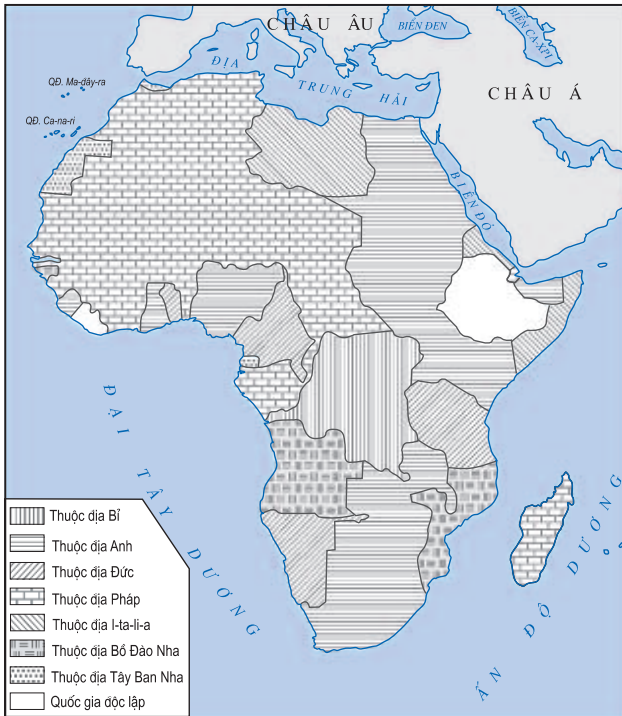 CHÂU ÂU
BIỂN ĐEN
BIỂN CA-XPI
ĐỊA TRUNG HẢI
CHÂU Á
QĐ. Ma-đây-ra
QĐ. Ca-na-ri
BIỂN ĐỎ
ĐẠI TÂY DƯƠNG
ẤN ĐỘ DƯƠNG
Thuộc địa Bỉ
Thuộc địa Anh
Thuộc địa Đức
Thuộc địa Pháp
Thuộc địa I-ta-li-a
Thuộc địa Bồ Đào Nha
Thuộc địa Tây Ban Nha
Quốc gia độc lập